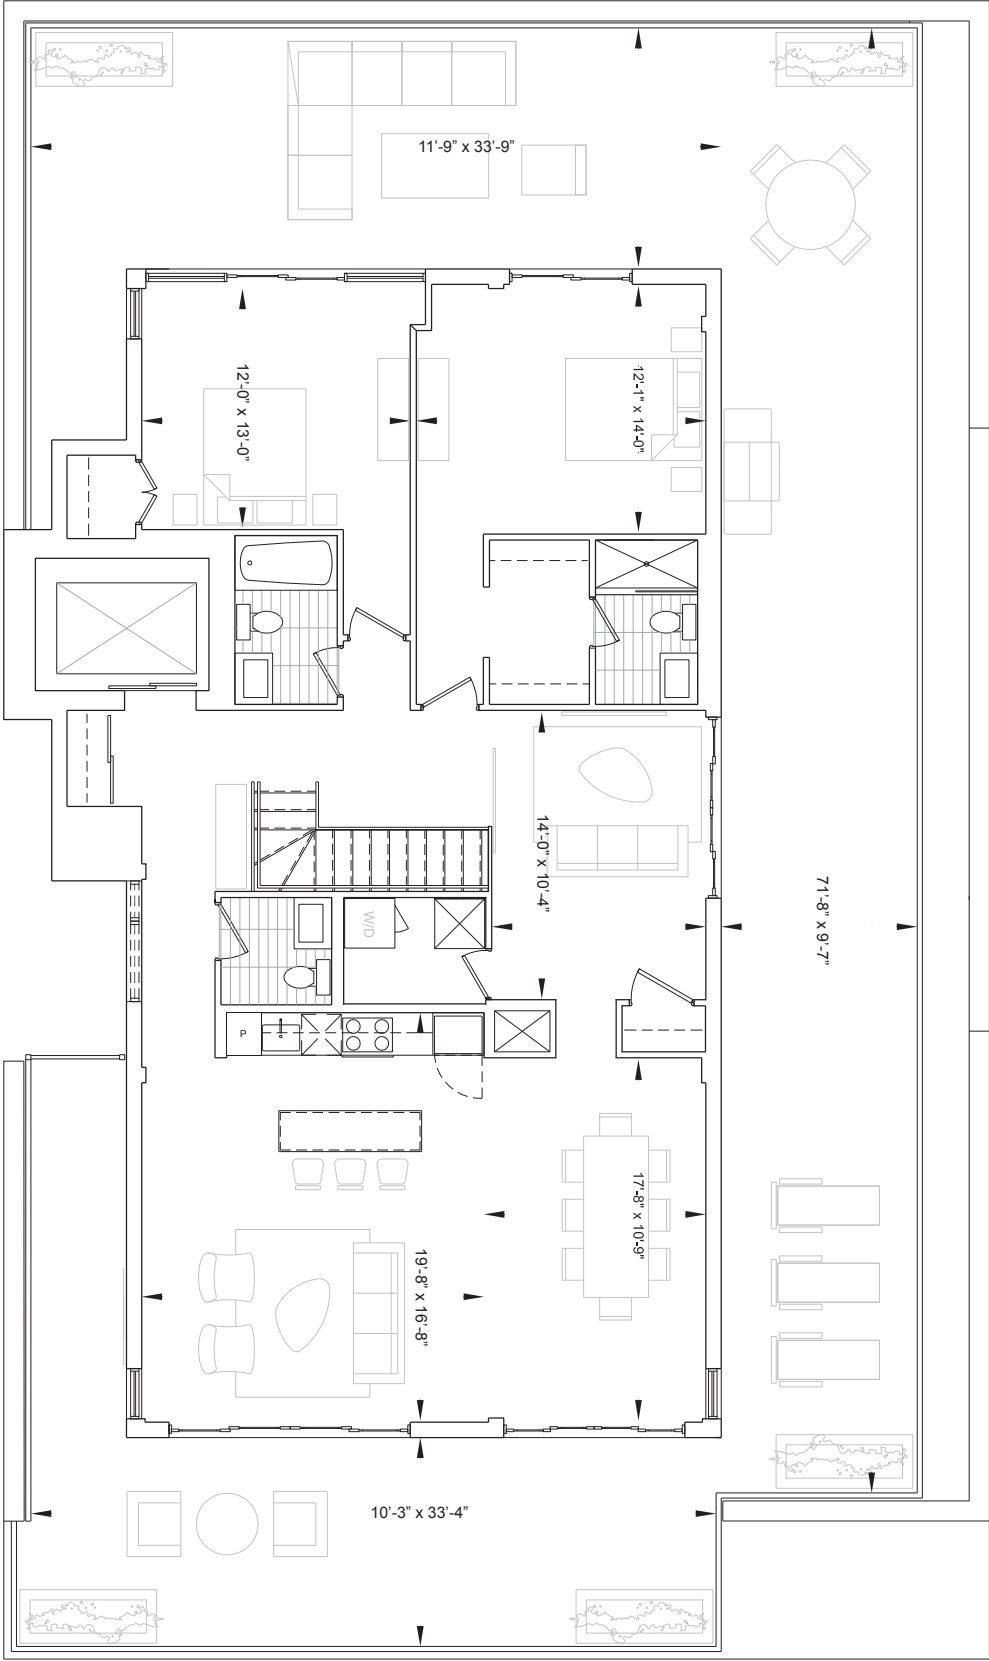 11'-9” x 33'-9”
12'-0” x 13'-0”
12'-1" x 14'-0"
14'-0” x 10'-4”
71'-8” x 9'-7”
W/D
P
17'-8” x 10'-9”
19'-8” x 16'-8”
10'-3” x 33'-4”